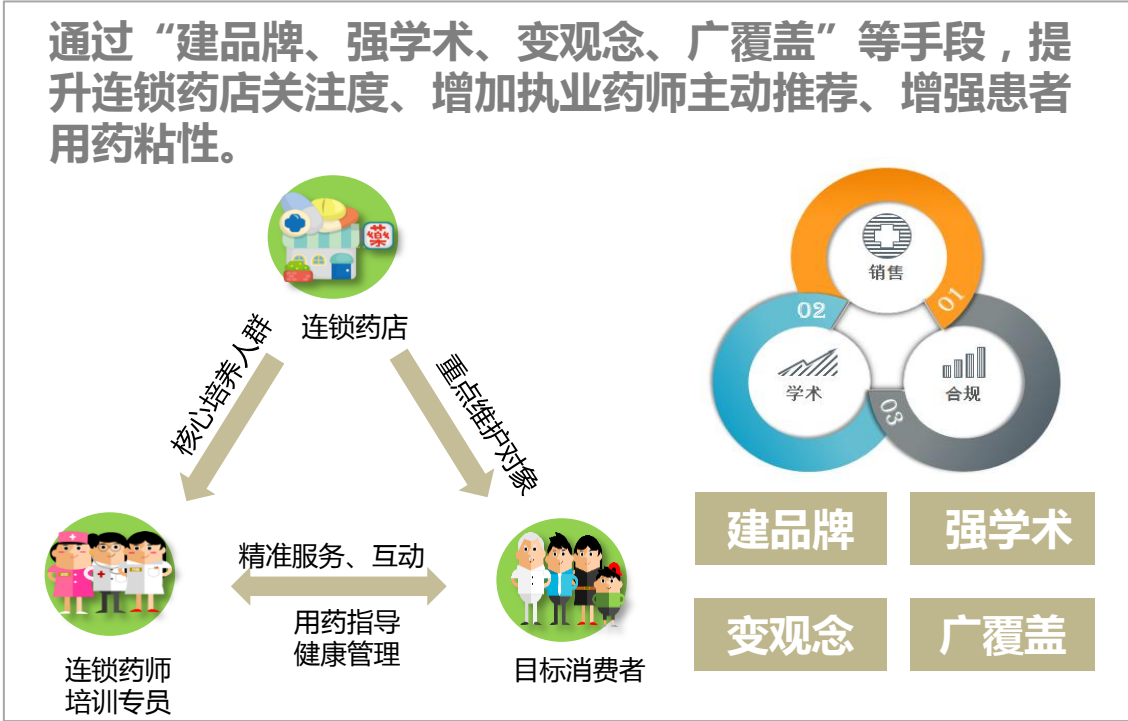 通过“建品牌、强学术、变观念、广覆盖”等手段，提
升连锁药店关注度、增加执业药师主动推荐、增强患者
用药粘性。
藥
连锁药店
核心培养人群
重点维护对象
精准服务、互动
用药指导
健康管理
连锁药师
培训专员
目标消费者
销售
01
02
学术
合规
03
建品牌
强学术
变观念
广覆盖